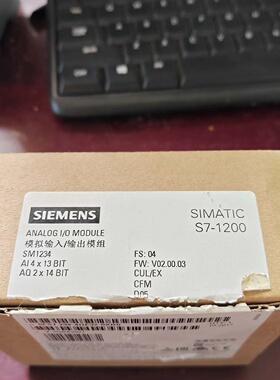 SIEMENS
SIMATIC
S7-1200
ANALOG I/O MODULE
模拟输入/输出模组
SM1234
AI 4 x 13 BIT
AQ 2 x 14 BIT
FS: 04
FW: V02.00.03
CUL/EX
CFM
D05